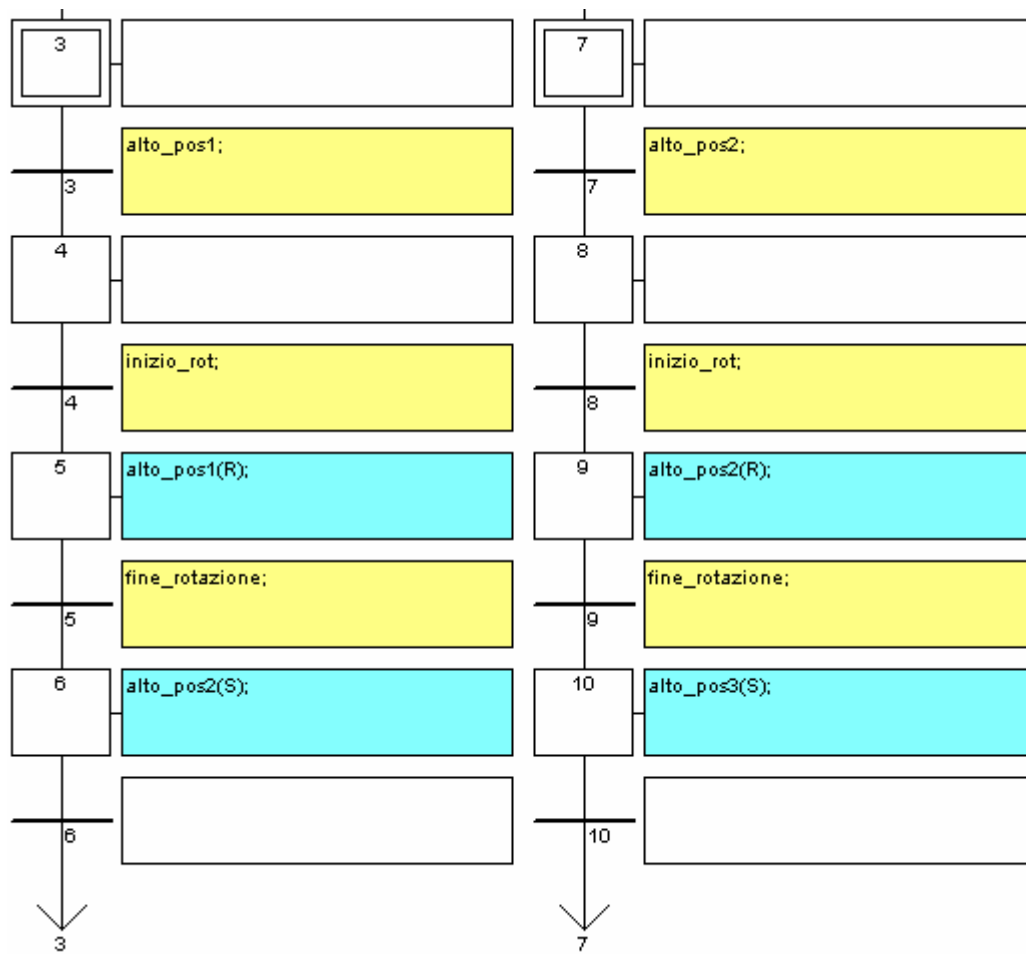 3
alto_pos1;
3
4
inizio_rot;
4
5
alto_pos1(R);
fine_rotazione;
5
6
alto_pos2(S);
6
3
7
alto_pos2;
7
8
inizio_rot;
8
9
alto_pos2(R);
fine_rotazione;
9
10
alto_pos3(S);
10
7